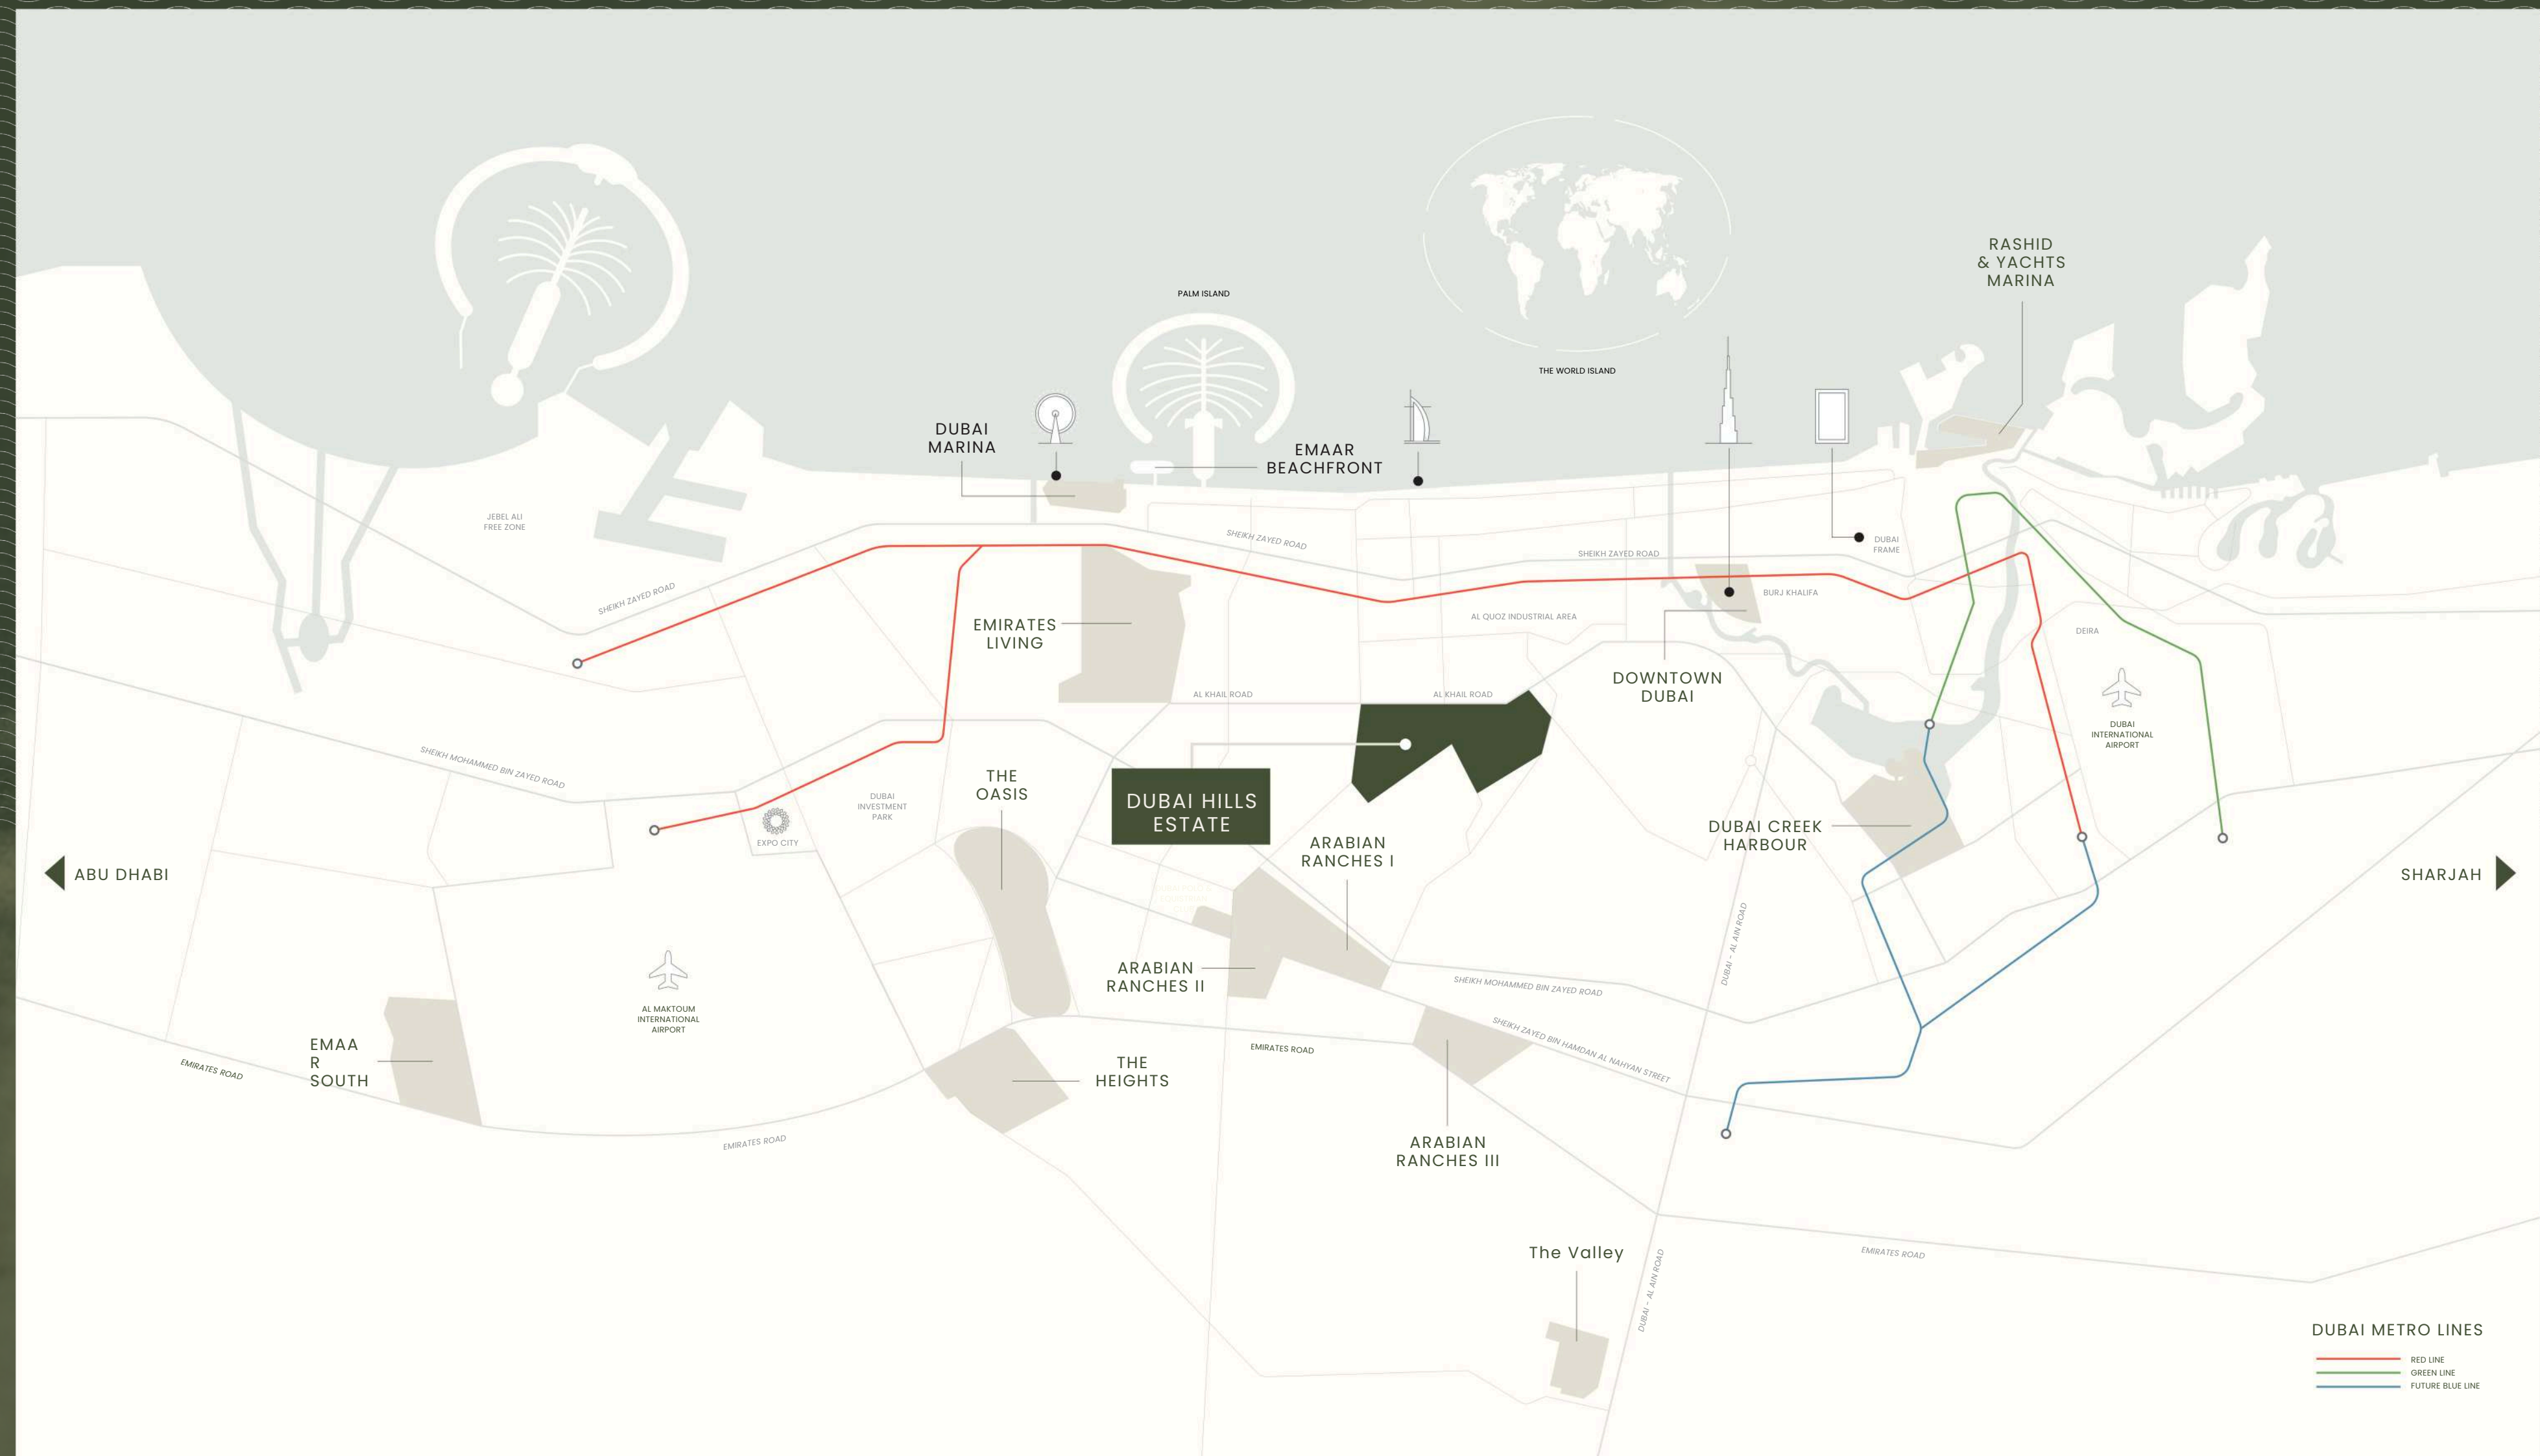 RASHID
& YACHTS
MARINA
PALM ISLAND
THE WORLD ISLAND
DUBAI
MARINA
EMAAR
BEACHFRONT
JEBEL ALI
FREE ZONE
SHEIKH ZAYED ROAD
SHEIKH ZAYED ROAD
SHEIKH ZAYED ROAD
DUBAI
FRAME
BURJ KHALIFA
AL QUOZ INDUSTRIAL AREA
EMIRATES
LIVING
DEIRA
DOWNTOWN
DUBAI
AL KHAIL ROAD
AL KHAIL ROAD
DUBAI
INTERNATIONAL
AIRPORT
SHEIKH MOHAMMED BIN ZAYED ROAD
THE
OASIS
DUBAI
INVESTMENT
PARK
DUBAI HILLS
ESTATE
EXPO CITY
ARABIAN
RANCHES I
DUBAI CREEK
HARBOUR
ABU DHABI
SHARJAH
DUBAI - AL AIN ROAD
ARABIAN
RANCHES II
SHEIKH MOHAMMED BIN ZAYED ROAD
AL MAKTOUM
INTERNATIONAL
AIRPORT
SHEIKH ZAYED BIN HAMDAN AL NAHYAN STREET
EMAA
R
SOUTH
EMIRATES ROAD
EMIRATES ROAD
THE
HEIGHTS
EMIRATES ROAD
ARABIAN
RANCHES III
The Valley
EMIRATES ROAD
DUBAI - AL AIN ROAD
DUBAI METRO LINES
RED LINE
GREEN LINE
FUTURE BLUE LINE